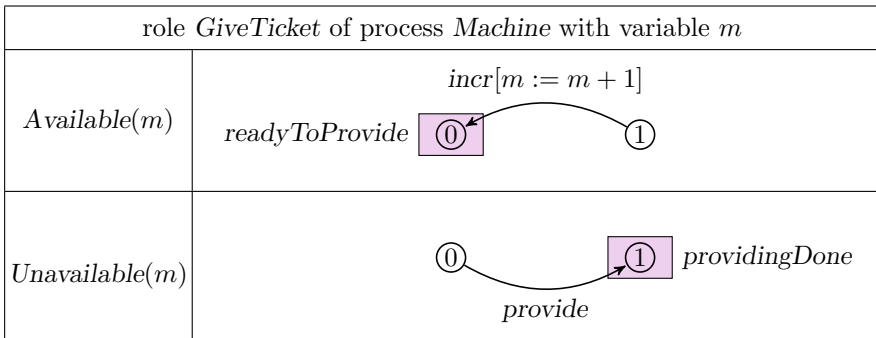 role GiveTicket of process Machine with variable m
incr[m := m + 1]
Available(m)
readyToProvide 0 1
Unavailable(m)
0 1 providingDone
provide